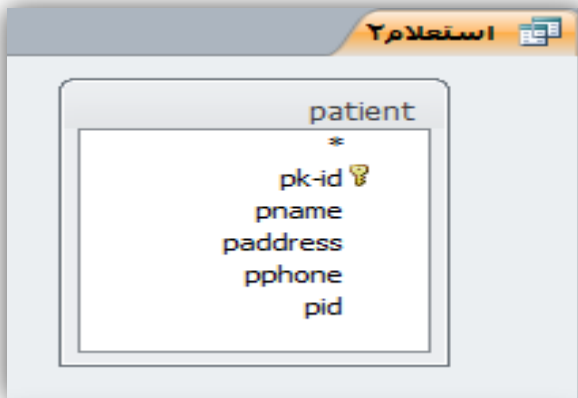 استعلام٢
patient
*
pk-id
pname
paddress
pphone
pid